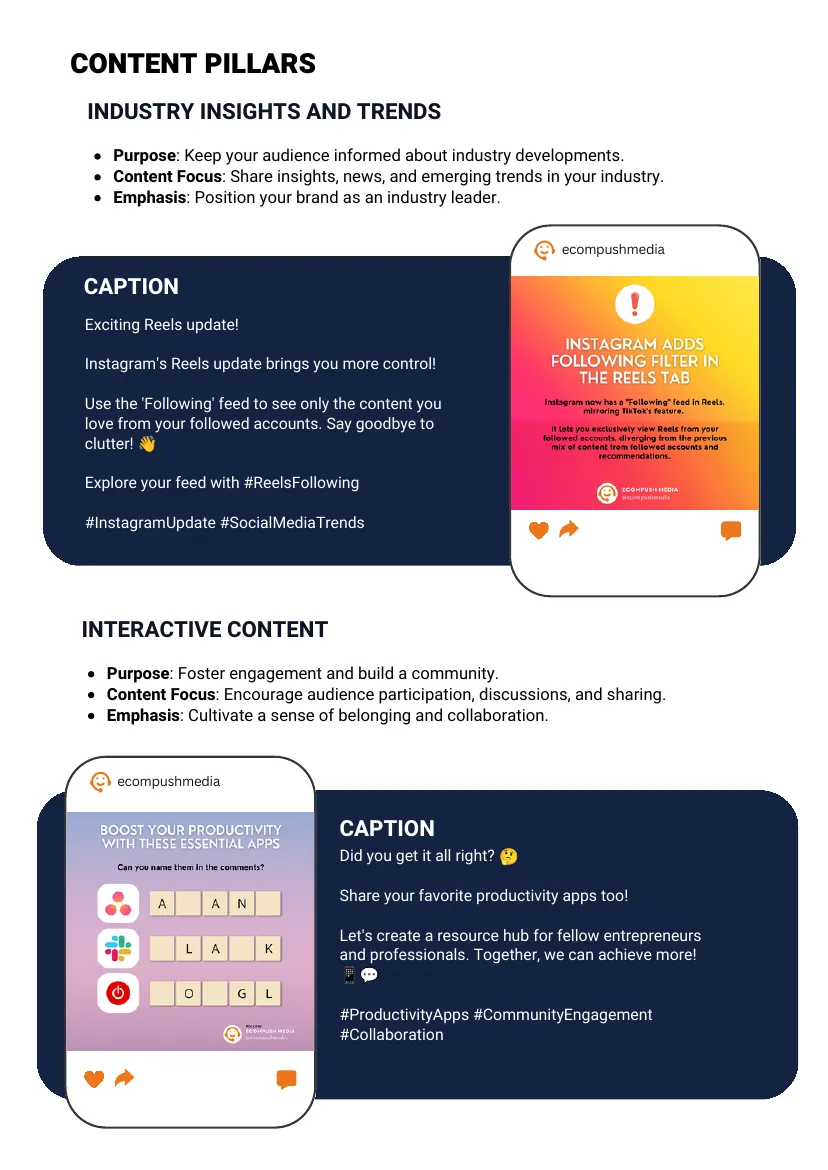 CONTENT PILLARS
INDUSTRY INSIGHTS AND TRENDS
• Purpose: Keep your audience informed about industry developments.
• Content Focus: Share insights, news, and emerging trends in your industry.
• Emphasis: Position your brand as an industry leader.
CAPTION
Exciting Reels update!
Instagram's Reels update brings you more control!
Use the 'Following' feed to see only the content you
love from your followed accounts. Say goodbye to
clutter! 👋
Explore your feed with #ReelsFollowing
#InstagramUpdate #SocialMediaTrends
ecompushmedia
INSTAGRAM ADDS
FOLLOWING FILTER IN
THE REELS TAB
Instagram now has a "Following" feed in Reels,
mirroring TikTok's feature.
It lets you exclusively view Reels from your
followed accounts, diverging from the previous
mix of content from followed accounts and
recommendations.
ECOMPUSH MEDIA
@ecompushmedia
INTERACTIVE CONTENT
• Purpose: Foster engagement and build a community.
• Content Focus: Encourage audience participation, discussions, and sharing.
• Emphasis: Cultivate a sense of belonging and collaboration.
ecompushmedia
BOOST YOUR PRODUCTIVITY
WITH THESE ESSENTIAL APPS
Can you name them in the comments?
A A N
L A K
O G L
FOLLOW
ECOMPUSH MEDIA
@ecompushmedia
CAPTION
Did you get it all right? 🤔
Share your favorite productivity apps too!
Let's create a resource hub for fellow entrepreneurs
and professionals. Together, we can achieve more!
📱💬
#ProductivityApps #CommunityEngagement
#Collaboration